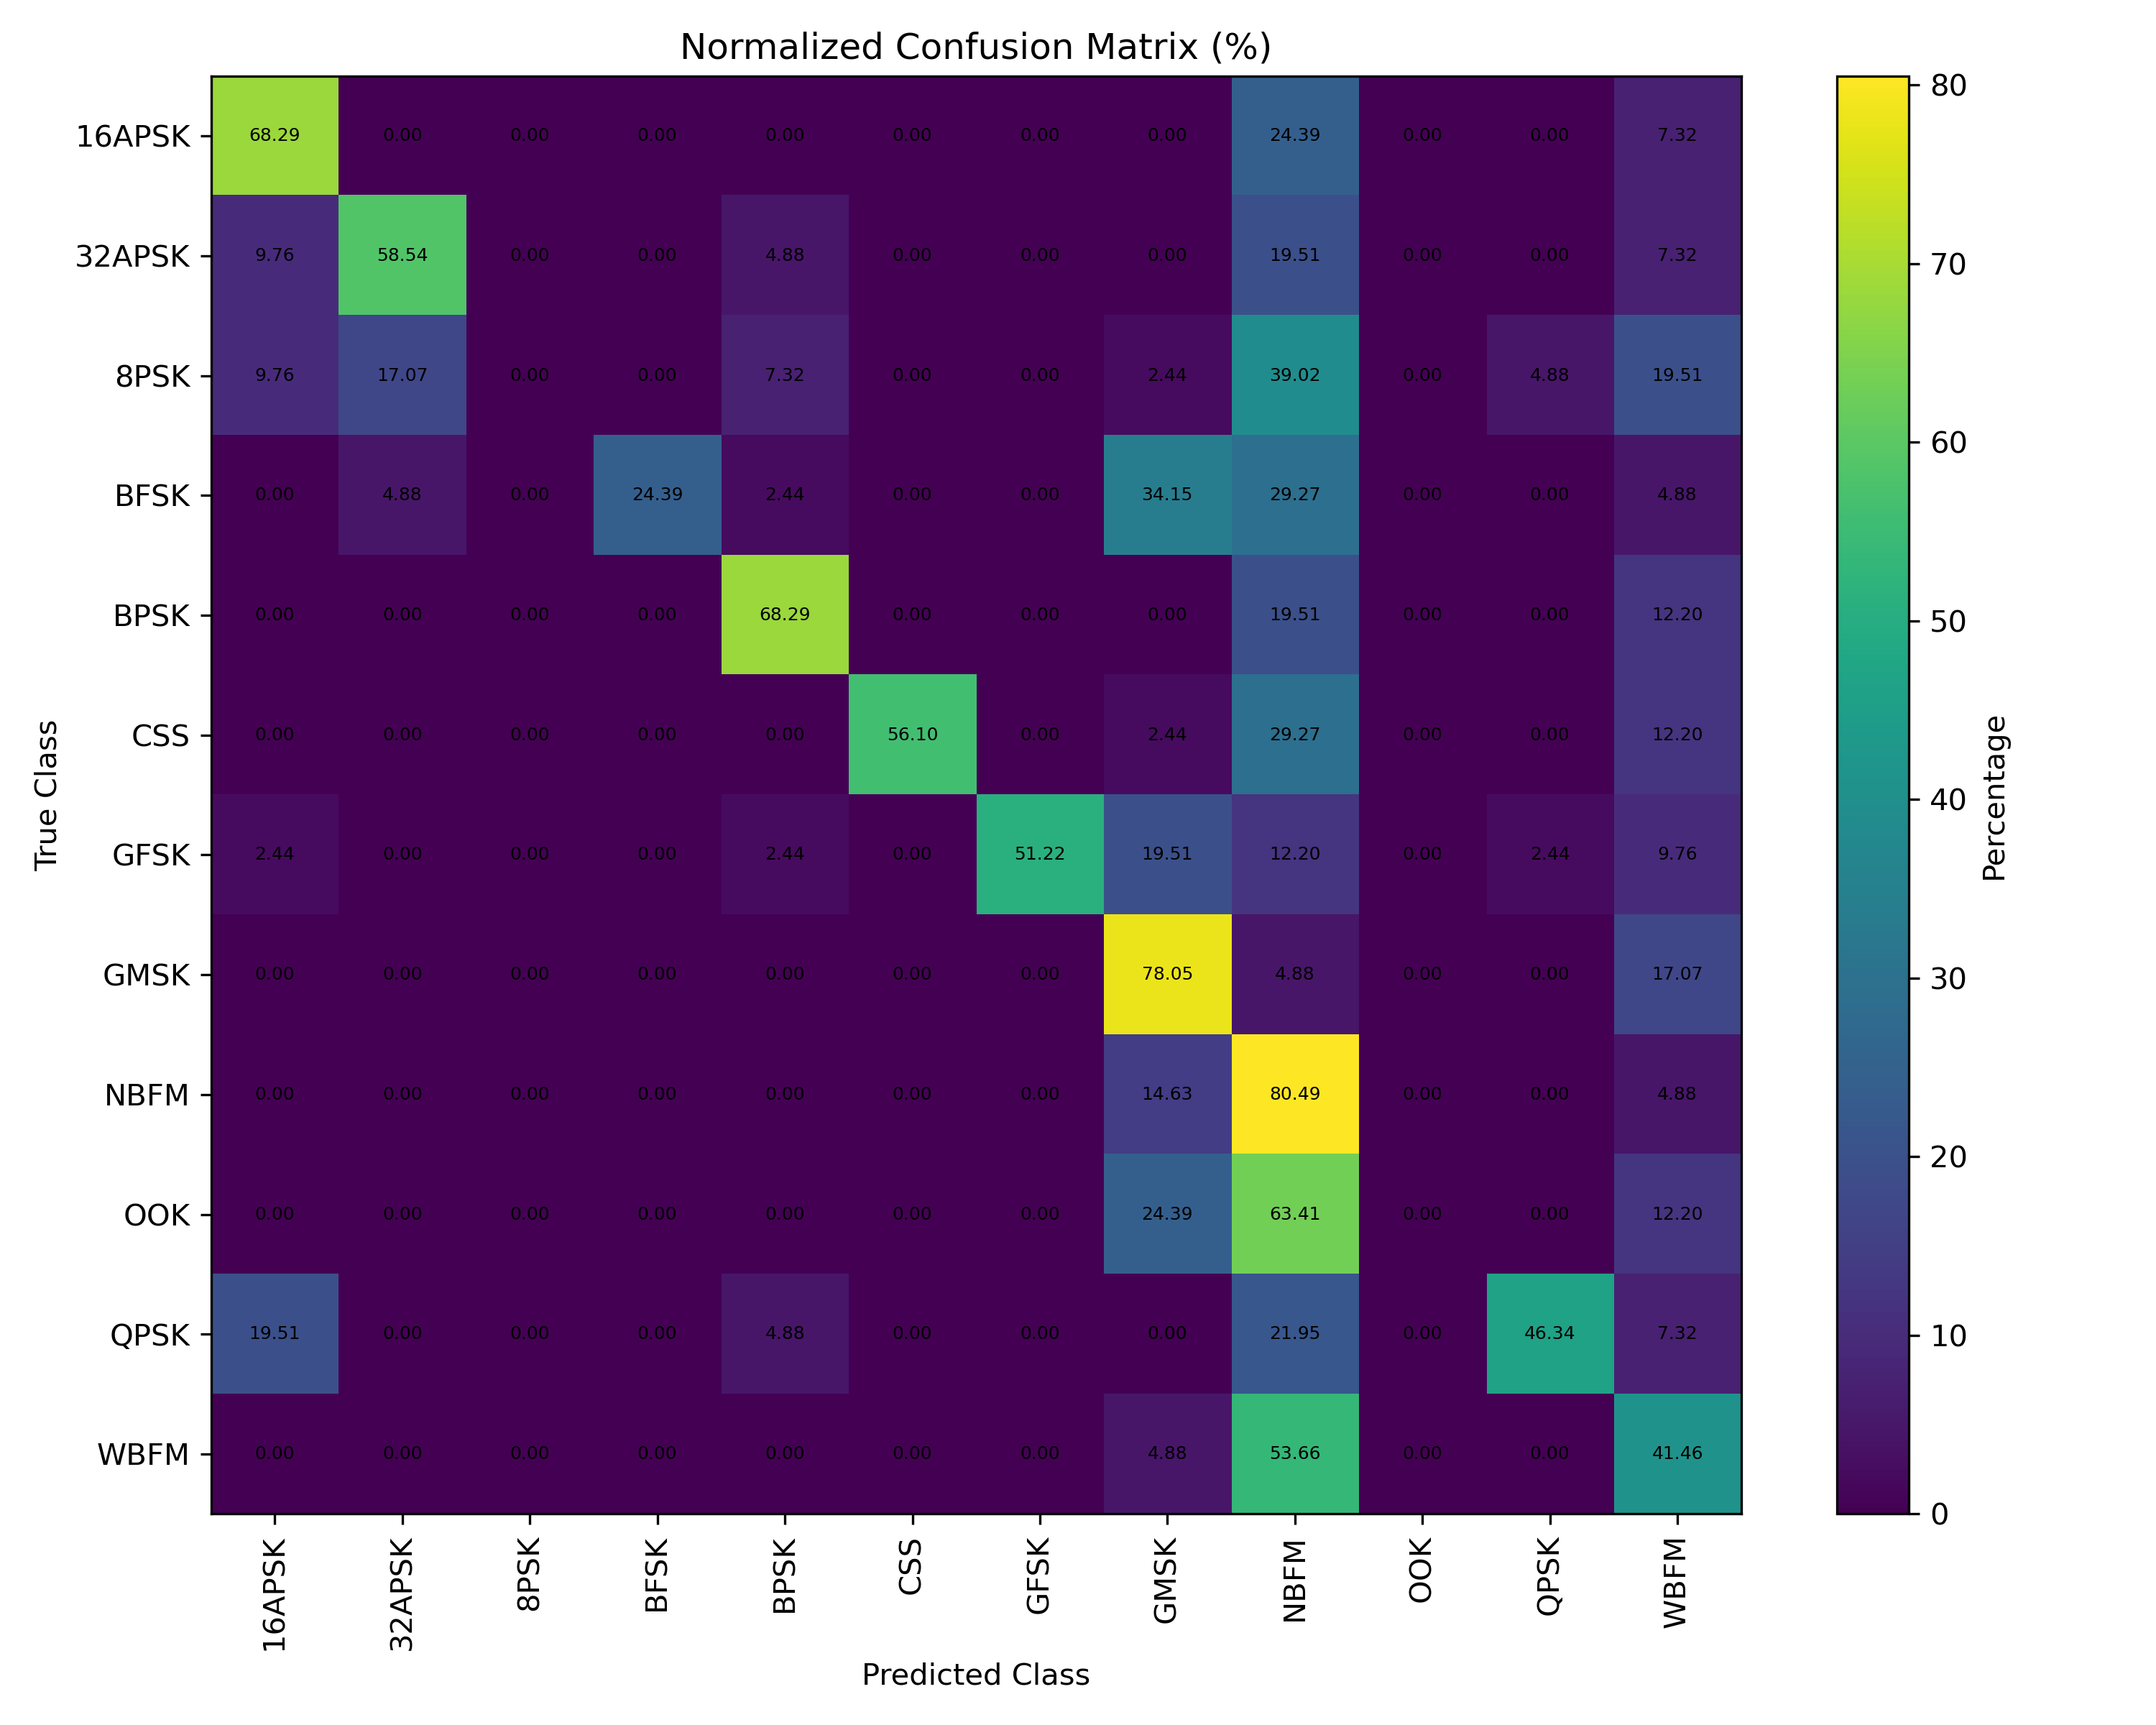 Normalized Confusion Matrix (%)
16APSK 68.29 0.00 0.00 0.00 0.00 0.00 0.00 0.00 24.39 0.00 0.00 7.32
32APSK 9.76 58.54 0.00 0.00 4.88 0.00 0.00 0.00 19.51 0.00 0.00 7.32
8PSK 9.76 17.07 0.00 0.00 7.32 0.00 0.00 2.44 39.02 0.00 4.88 19.51
BFSK 0.00 4.88 0.00 24.39 2.44 0.00 0.00 34.15 29.27 0.00 0.00 4.88
BPSK 0.00 0.00 0.00 0.00 68.29 0.00 0.00 0.00 19.51 0.00 0.00 12.20
CSS 0.00 0.00 0.00 0.00 0.00 56.10 0.00 2.44 29.27 0.00 0.00 12.20
GFSK 2.44 0.00 0.00 0.00 2.44 0.00 51.22 19.51 12.20 0.00 2.44 9.76
GMSK 0.00 0.00 0.00 0.00 0.00 0.00 0.00 78.05 4.88 0.00 0.00 17.07
NBFM 0.00 0.00 0.00 0.00 0.00 0.00 0.00 14.63 80.49 0.00 0.00 4.88
OOK 0.00 0.00 0.00 0.00 0.00 0.00 0.00 24.39 63.41 0.00 0.00 12.20
QPSK 19.51 0.00 0.00 0.00 4.88 0.00 0.00 0.00 21.95 0.00 46.34 7.32
WBFM 0.00 0.00 0.00 0.00 0.00 0.00 0.00 4.88 53.66 0.00 0.00 41.46
16APSK 32APSK 8PSK BFSK BPSK CSS GFSK GMSK NBFM OOK QPSK WBFM
Predicted Class
True Class
80
70
60
50
40
30
20
10
0
Percentage